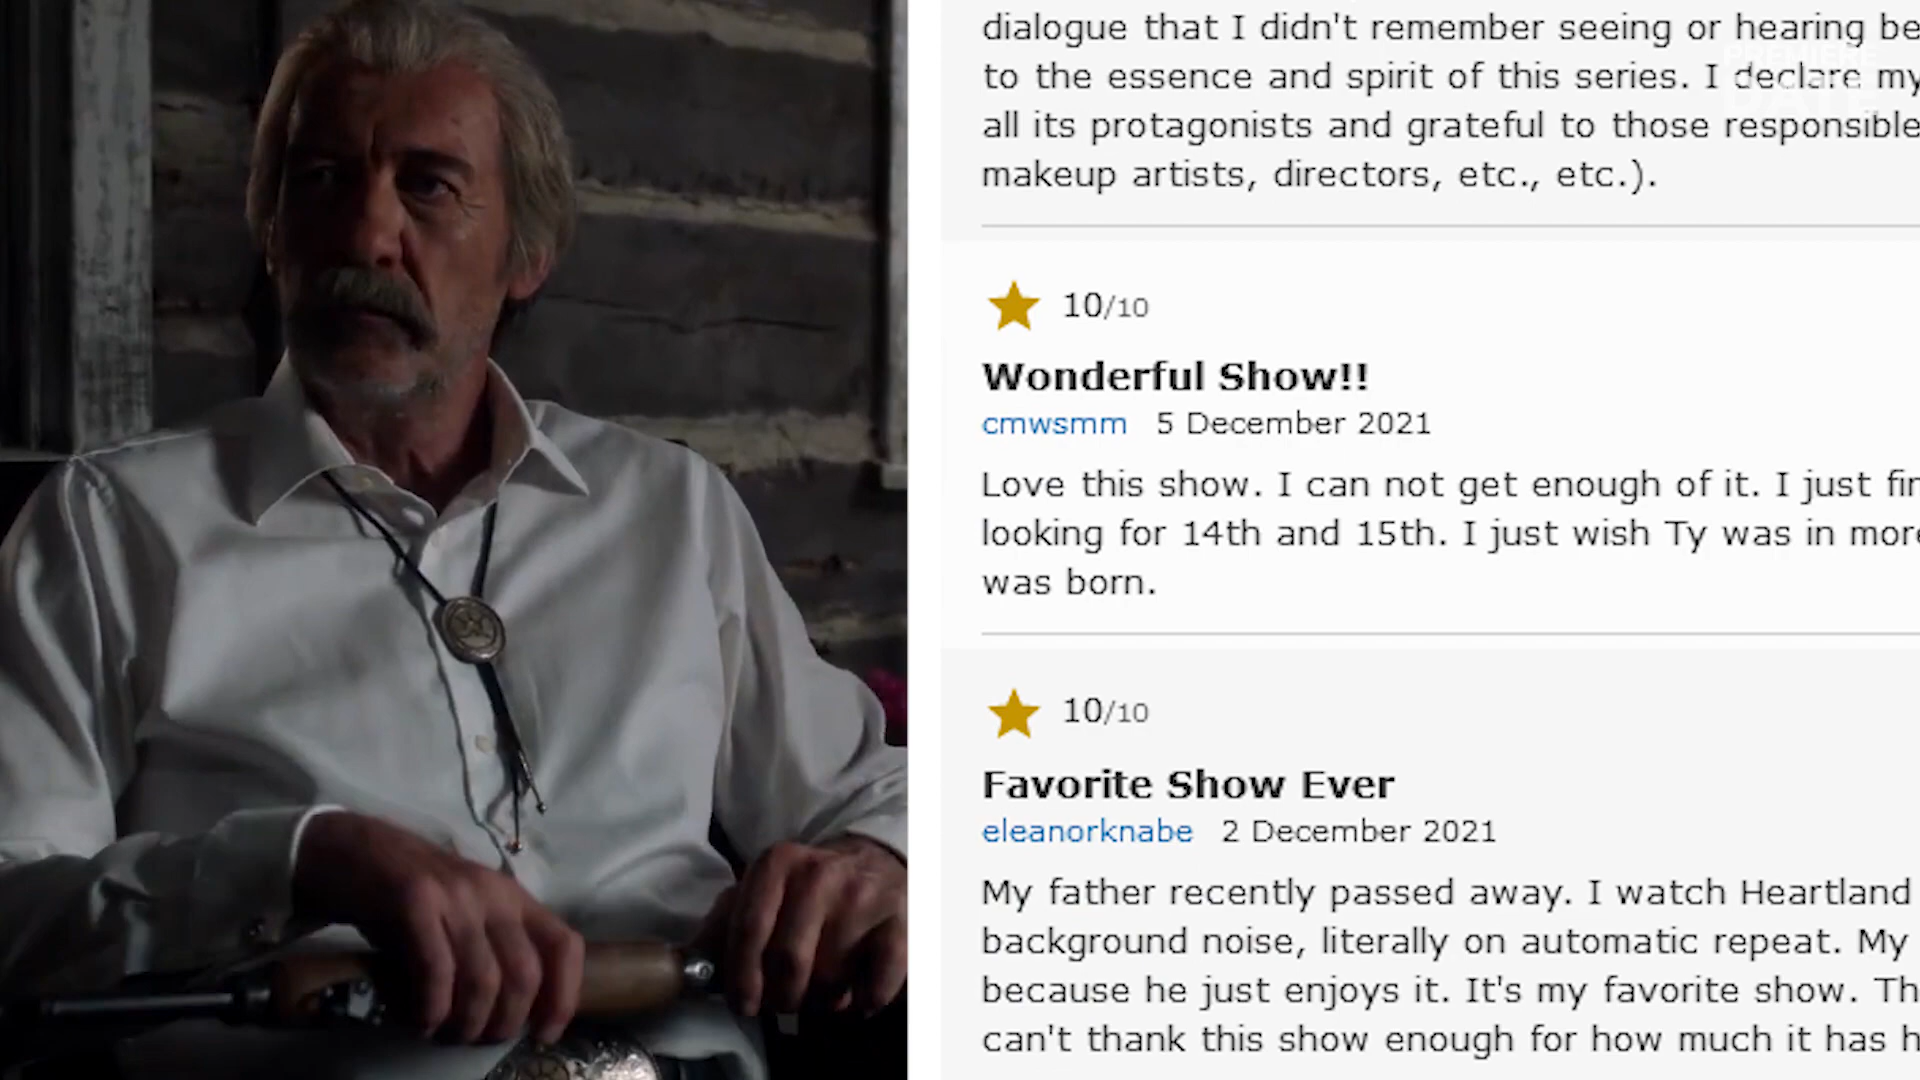 dialogue that I didn't remember seeing or hearing be
to the essence and spirit of this series. I declare my
all its protagonists and grateful to those responsible
makeup artists, directors, etc., etc.).
PREMIERE
DATE
10/10
Wonderful Show!!
cmwsmm 5 December 2021
Love this show. I can not get enough of it. I just fin
looking for 14th and 15th. I just wish Ty was in more
was born.
10/10
Favorite Show Ever
eleanorknabe 2 December 2021
My father recently passed away. I watch Heartland
background noise, literally on automatic repeat. My
because he just enjoys it. It's my favorite show. Th
can't thank this show enough for how much it has h